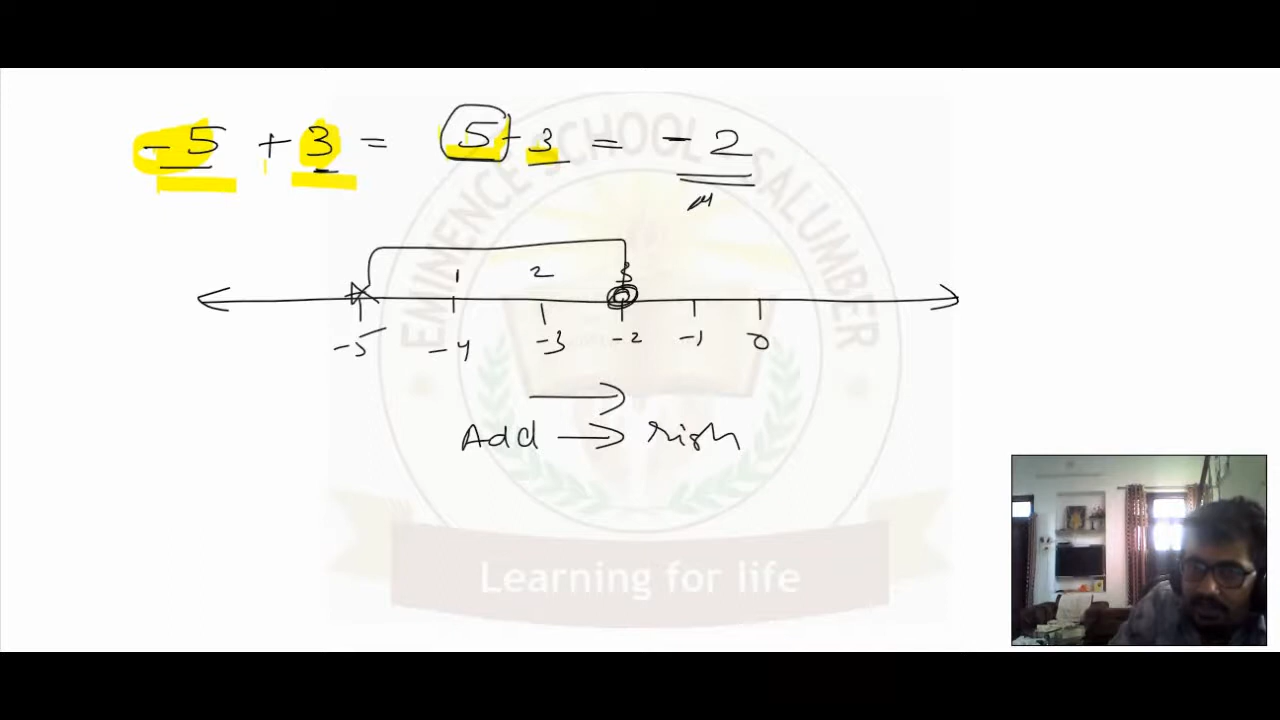 -5 + 3 = 5-3 = -2
1 2 3
-5 -4 -3 -2 -1 0
Add → righ
EMINENCE SCHOOL SALUMBER
Learning for life